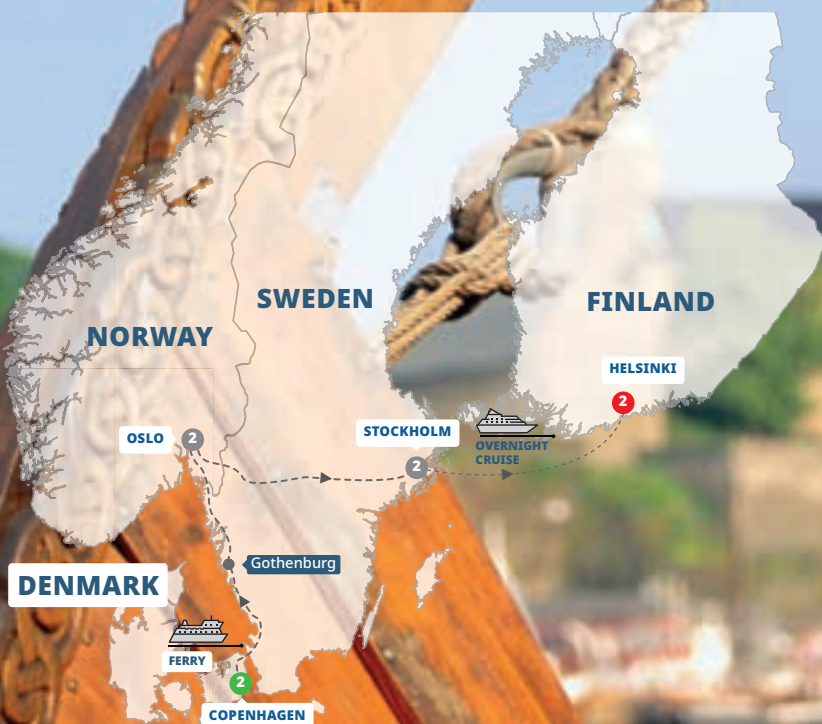 SWEDEN
FINLAND
NORWAY
HELSINKI
2
OSLO
2
STOCKHOLM
2
OVERNIGHT
CRUISE
Gothenburg
DENMARK
FERRY
2
COPENHAGEN